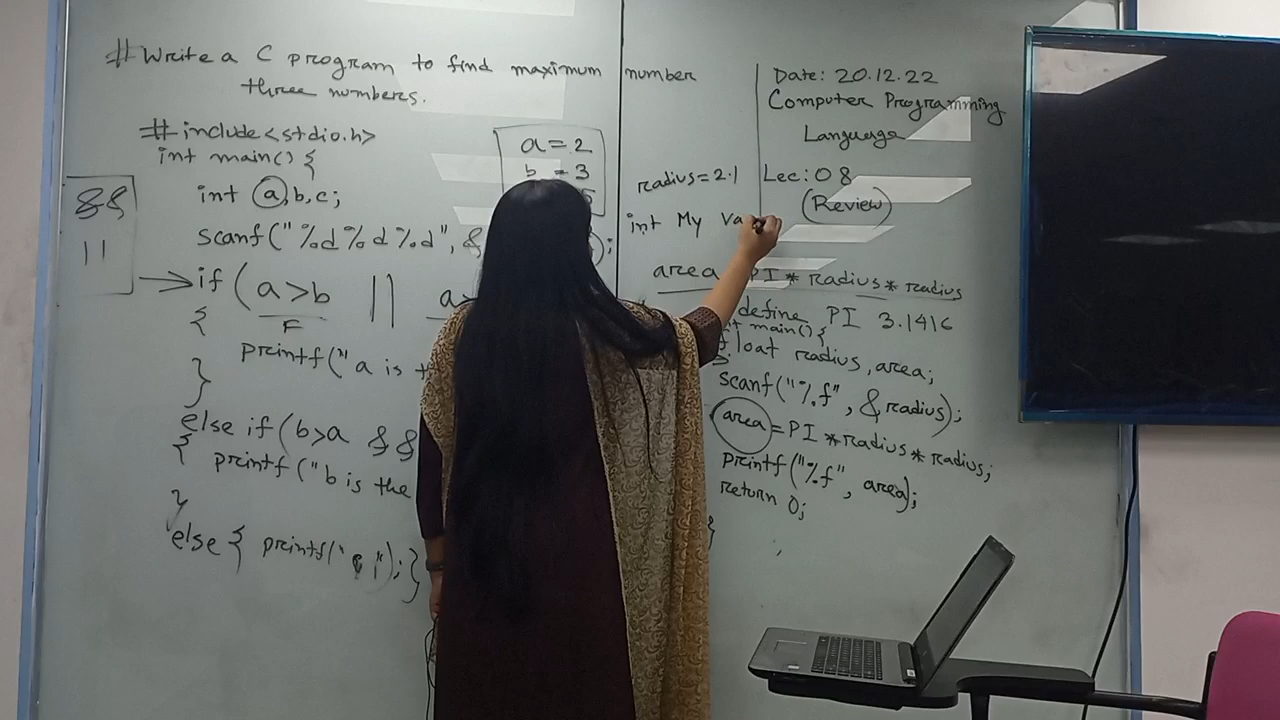 # Write a C program to find maximum number
three numbers.
# include<stdio.h>
int main() {
int a,b,c;
scanf("%d%d%d", &
if (a>b || a>
F
{
printf("a is
}
else if (b>a &&
{ printf("b is the
}
else { printf(" "); }
&&
||
a = 2
b = 3
radius=2.1
int My Va
Date: 20.12.22
Computer Programming
Language
Lec: 08
(Review)
area PI * radius * radius
define PI 3.1416
int main() {
float radius, area;
scanf("%f", &radius);
area = PI * radius * radius;
printf("%f", area);
return 0;
}